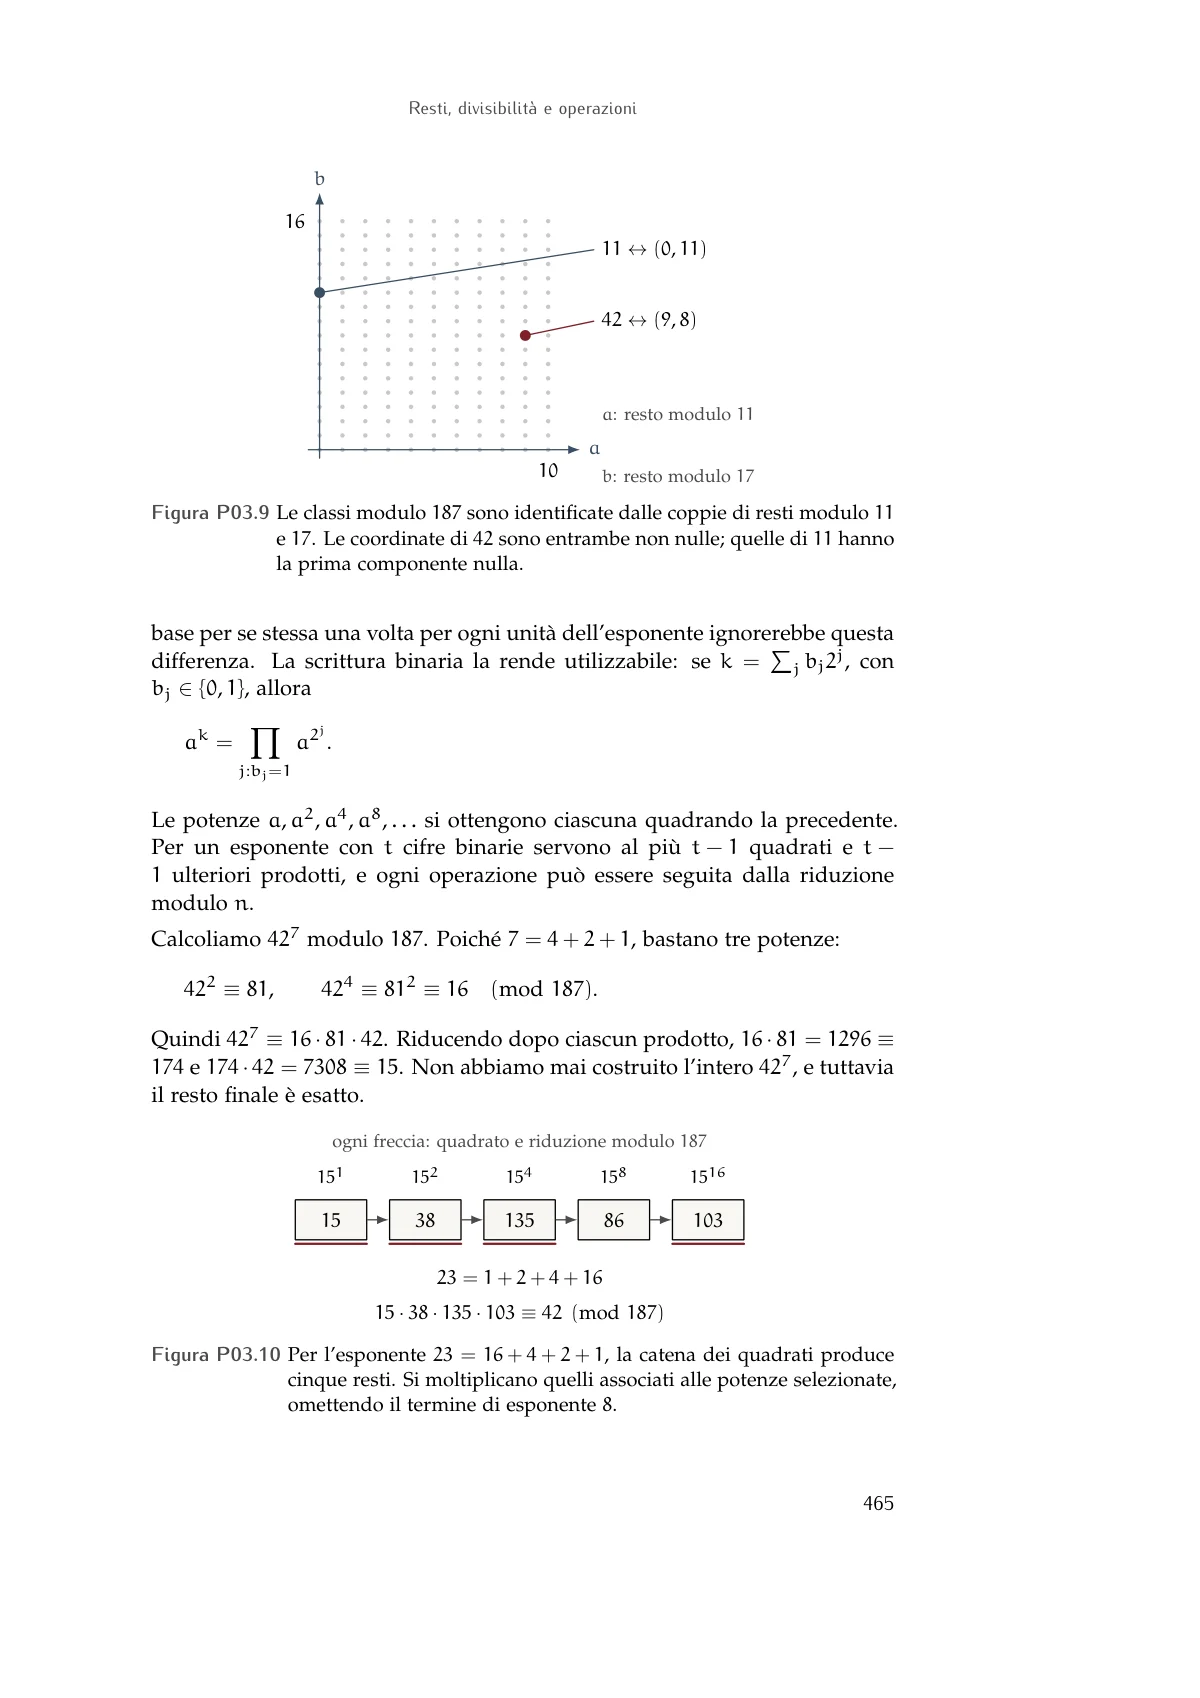 Resti, divisibilità e operazioni
b
16
11 ↔ (0, 11)
42 ↔ (9, 8)
a: resto modulo 11
a
10
b: resto modulo 17
Figura P03.9 Le classi modulo 187 sono identificate dalle coppie di resti modulo 11
e 17. Le coordinate di 42 sono entrambe non nulle; quelle di 11 hanno
la prima componente nulla.
base per se stessa una volta per ogni unità dell'esponente ignorerebbe questa
differenza. La scrittura binaria la rende utilizzabile: se k = ∑_j b_j 2^j, con
b_j ∈ {0, 1}, allora
a^k = ∏_{j:b_j=1} a^{2^j}.
Le potenze a, a², a⁴, a⁸, … si ottengono ciascuna quadrando la precedente.
Per un esponente con t cifre binarie servono al più t − 1 quadrati e t −
1 ulteriori prodotti, e ogni operazione può essere seguita dalla riduzione
modulo n.
Calcoliamo 42⁷ modulo 187. Poiché 7 = 4 + 2 + 1, bastano tre potenze:
42² ≡ 81, 42⁴ ≡ 81² ≡ 16 (mod 187).
Quindi 42⁷ ≡ 16 · 81 · 42. Riducendo dopo ciascun prodotto, 16 · 81 = 1296 ≡
174 e 174 · 42 = 7308 ≡ 15. Non abbiamo mai costruito l'intero 42⁷, e tuttavia
il resto finale è esatto.
ogni freccia: quadrato e riduzione modulo 187
15¹ 15² 15⁴ 15⁸ 15¹⁶
15 38 135 86 103
23 = 1 + 2 + 4 + 16
15 · 38 · 135 · 103 ≡ 42 (mod 187)
Figura P03.10 Per l'esponente 23 = 16 + 4 + 2 + 1, la catena dei quadrati produce
cinque resti. Si moltiplicano quelli associati alle potenze selezionate,
omettendo il termine di esponente 8.
465